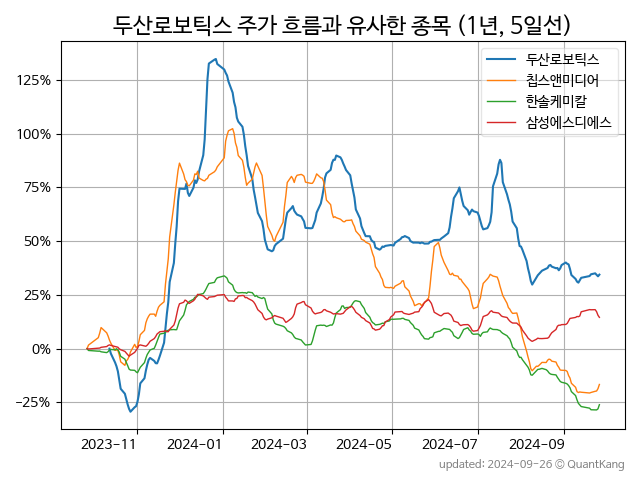 두산로보틱스 주가 흐름과 유사한 종목 (1년, 5일선)
두산로보틱스
칩스앤미디어
한솔케미칼
삼성에스디에스
125%
100%
75%
50%
25%
0%
−25%
2023−11
2024−01
2024−03
2024−05
2024−07
2024−09
updated: 2024−09−26 © QuantKang